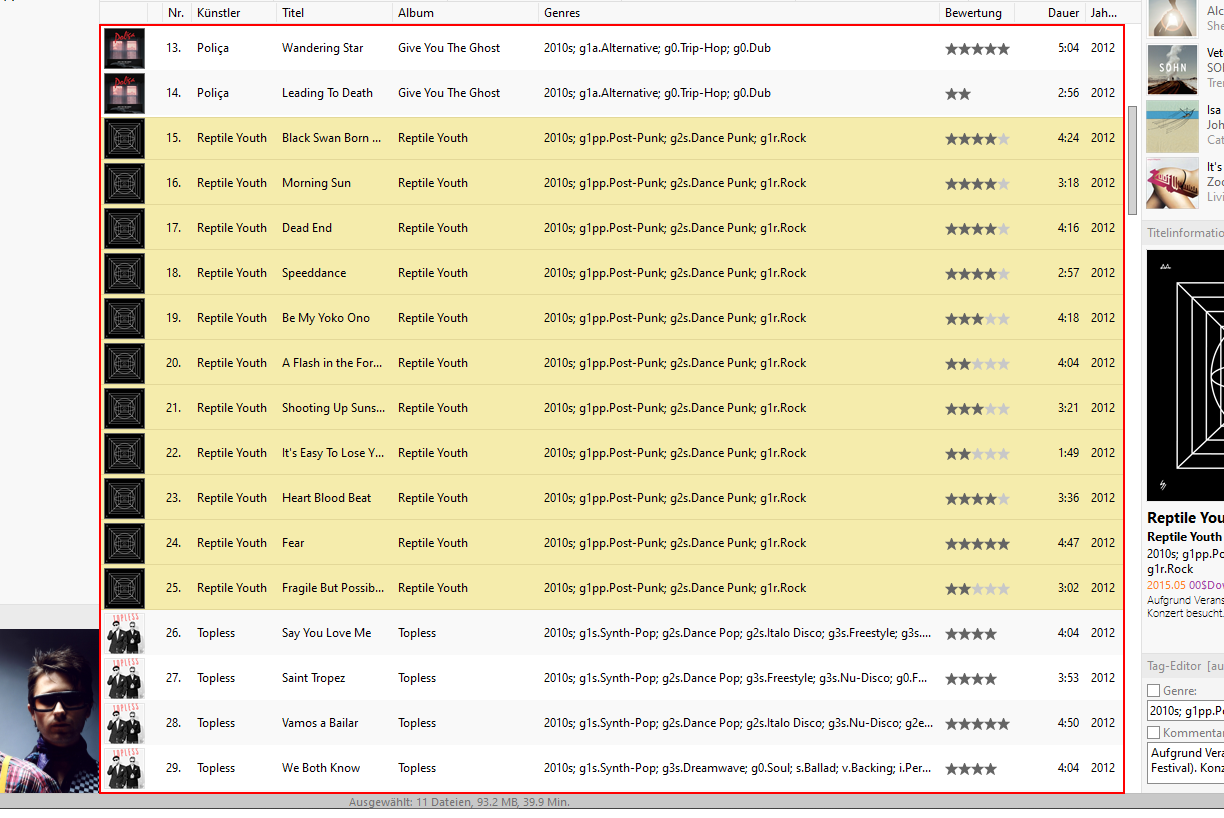 Nr. Künstler Titel Album Genres Bewertung Dauer Jah...
13. Poliça Wandering Star Give You The Ghost 2010s; g1a.Alternative; g0.Trip-Hop; g0.Dub 5:04 2012
14. Poliça Leading To Death Give You The Ghost 2010s; g1a.Alternative; g0.Trip-Hop; g0.Dub 2:56 2012
15. Reptile Youth Black Swan Born ... Reptile Youth 2010s; g1pp.Post-Punk; g2s.Dance Punk; g1r.Rock 4:24 2012
16. Reptile Youth Morning Sun Reptile Youth 2010s; g1pp.Post-Punk; g2s.Dance Punk; g1r.Rock 3:18 2012
17. Reptile Youth Dead End Reptile Youth 2010s; g1pp.Post-Punk; g2s.Dance Punk; g1r.Rock 4:16 2012
18. Reptile Youth Speeddance Reptile Youth 2010s; g1pp.Post-Punk; g2s.Dance Punk; g1r.Rock 2:57 2012
19. Reptile Youth Be My Yoko Ono Reptile Youth 2010s; g1pp.Post-Punk; g2s.Dance Punk; g1r.Rock 4:18 2012
20. Reptile Youth A Flash in the For... Reptile Youth 2010s; g1pp.Post-Punk; g2s.Dance Punk; g1r.Rock 4:04 2012
21. Reptile Youth Shooting Up Suns... Reptile Youth 2010s; g1pp.Post-Punk; g2s.Dance Punk; g1r.Rock 3:21 2012
22. Reptile Youth It's Easy To Lose Y... Reptile Youth 2010s; g1pp.Post-Punk; g2s.Dance Punk; g1r.Rock 1:49 2012
23. Reptile Youth Heart Blood Beat Reptile Youth 2010s; g1pp.Post-Punk; g2s.Dance Punk; g1r.Rock 3:36 2012
24. Reptile Youth Fear Reptile Youth 2010s; g1pp.Post-Punk; g2s.Dance Punk; g1r.Rock 4:47 2012
25. Reptile Youth Fragile But Possib... Reptile Youth 2010s; g1pp.Post-Punk; g2s.Dance Punk; g1r.Rock 3:02 2012
26. Topless Say You Love Me Topless 2010s; g1s.Synth-Pop; g2s.Dance Pop; g2s.Italo Disco; g3s.Freestyle; g3s.... 4:04 2012
27. Topless Saint Tropez Topless 2010s; g1s.Synth-Pop; g2s.Dance Pop; g3s.Freestyle; g3s.Nu-Disco; g0.F... 3:53 2012
28. Topless Vamos a Bailar Topless 2010s; g1s.Synth-Pop; g2s.Dance Pop; g2s.Italo Disco; g3s.Nu-Disco; g2e... 4:50 2012
29. Topless We Both Know Topless 2010s; g1s.Synth-Pop; g3s.Dreamwave; g0.Soul; s.Ballad; v.Backing; i.Per... 4:04 2012
Ausgewählt: 11 Dateien, 93.2 MB, 39.9 Min.
Alc
She
SOHN
Vet
SOI
Trer
Isa
Joh
Cat
It's
Zoc
Livi
Titelinformatio
Reptile You
Reptile Youth
2010s; g1pp.Po
g1r.Rock
2015.05 00$Dov
Aufgrund Verans
Konzert besucht.
Tag-Editor [au
Genre:
2010s; g1pp.Po
Kommentar
Aufgrund Vera
Festival). Konz